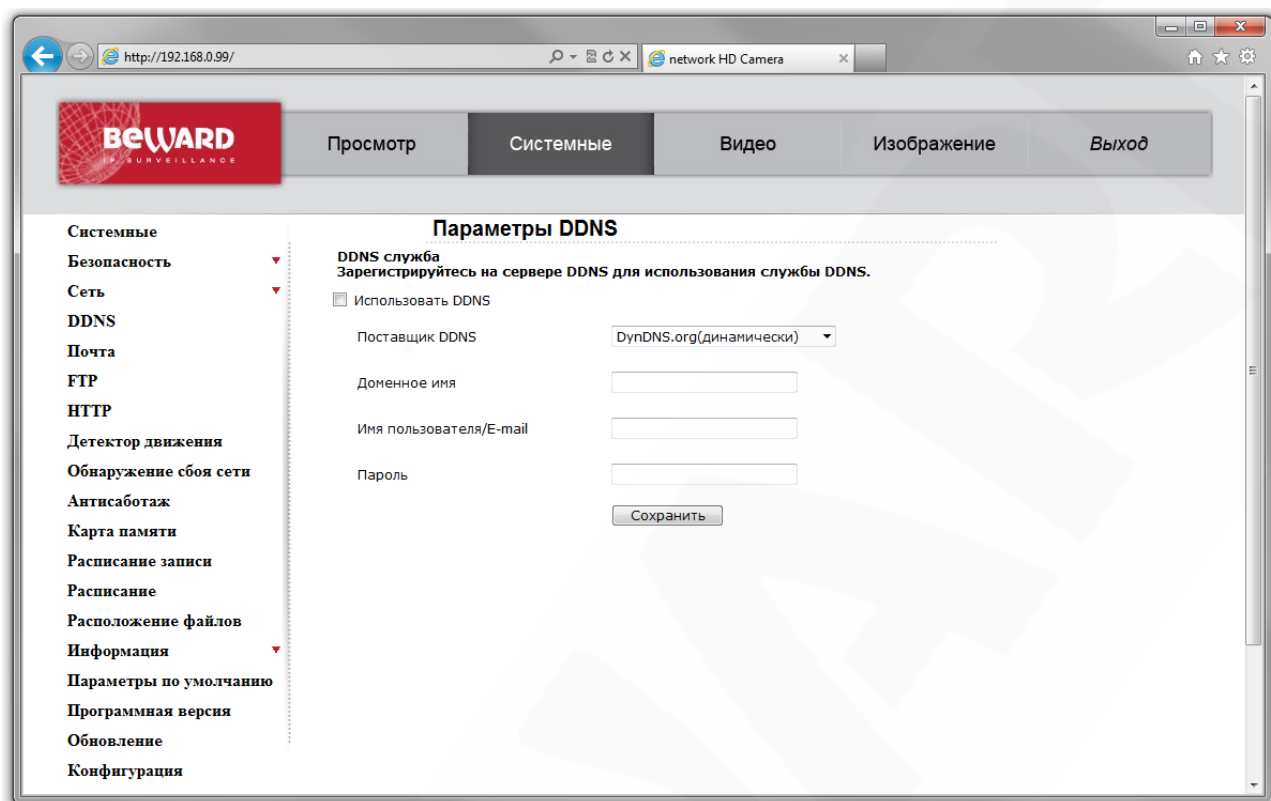 http://192.168.0.99/
network HD Camera
BEWARD
IP SURVEILLANCE
Просмотр
Системные
Видео
Изображение
Выход
Системные
Безопасность
Сеть
DDNS
Почта
FTP
HTTP
Детектор движения
Обнаружение сбоя сети
Антисаботаж
Карта памяти
Расписание записи
Расписание
Расположение файлов
Информация
Параметры по умолчанию
Программная версия
Обновление
Конфигурация
Параметры DDNS
DDNS служба
Зарегистрируйтесь на сервере DDNS для использования службы DDNS.
Использовать DDNS
Поставщик DDNS
DynDNS.org(динамически)
Доменное имя
Имя пользователя/E-mail
Пароль
Сохранить